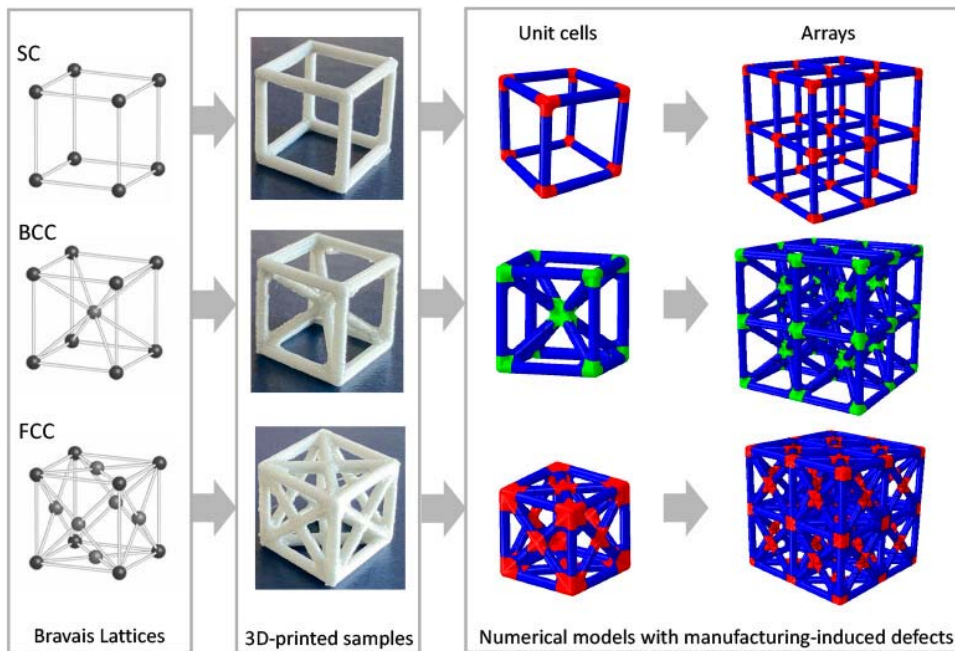 SC
BCC
FCC
Bravais Lattices
3D-printed samples
Unit cells
Arrays
Numerical models with manufacturing-induced defects